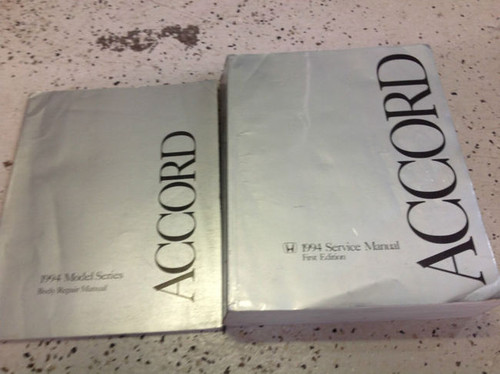 ACCORD
1994 Model Series
Body Repair Manual
ACCORD
1994 Service Manual
First Edition